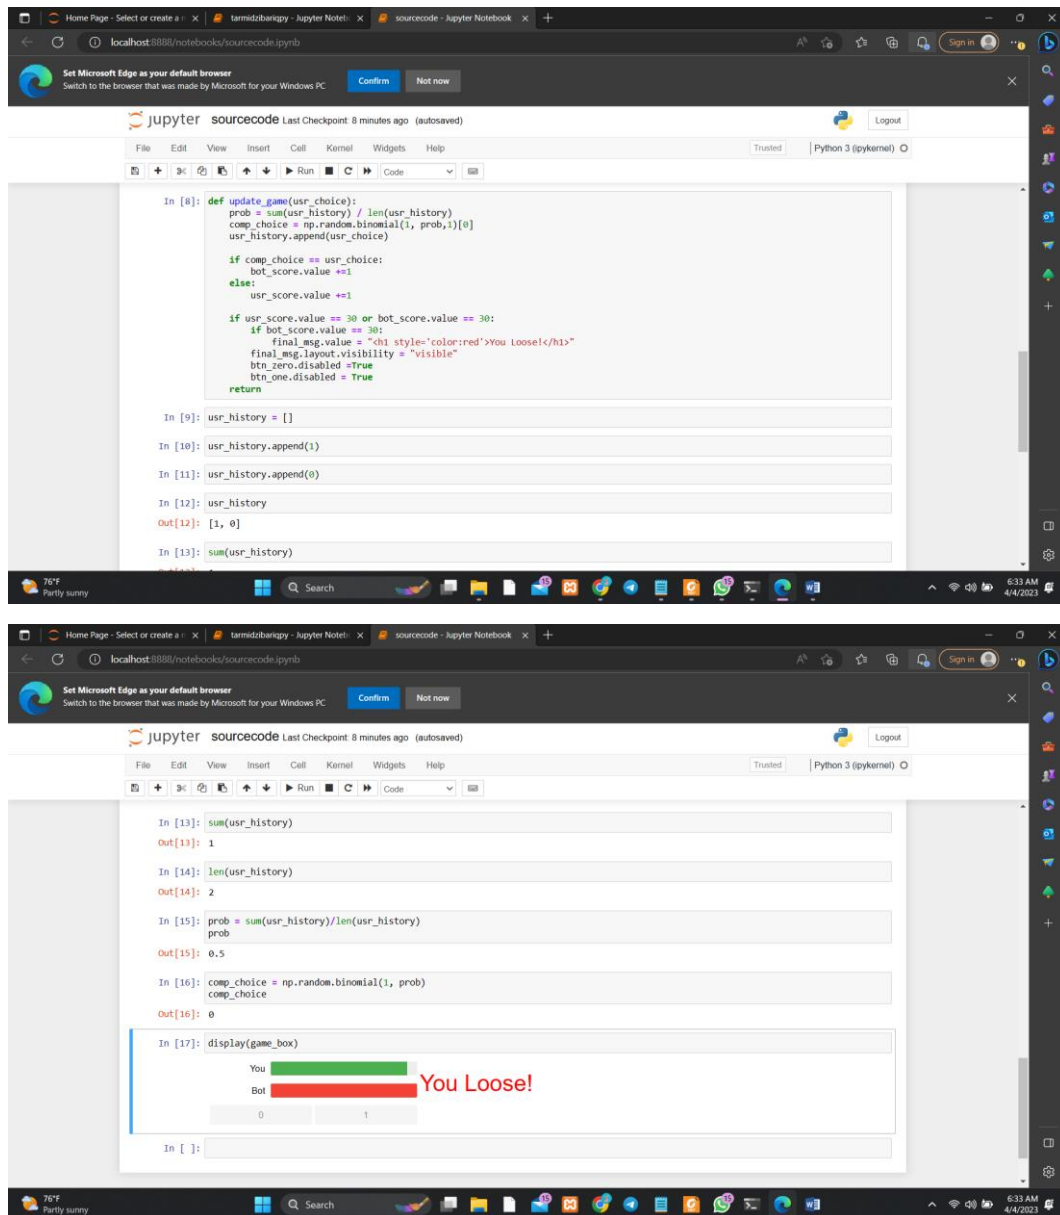 Home Page - Select or create a n
tarmidzibariqpy - Jupyter Noteb
sourcecode - Jupyter Notebook
localhost:8888/notebooks/sourcecode.ipynb
Sign in
Set Microsoft Edge as your default browser
Switch to the browser that was made by Microsoft for your Windows PC
Confirm
Not now
jupyter sourcecode Last Checkpoint: 8 minutes ago (autosaved)
Logout
File Edit View Insert Cell Kernel Widgets Help
Trusted
Python 3 (ipykernel)
Run
Code
In [8]: def update_game(usr_choice):
prob = sum(usr_history) / len(usr_history)
comp_choice = np.random.binomial(1, prob,1)[0]
usr_history.append(usr_choice)
if comp_choice == usr_choice:
bot_score.value +=1
else:
usr_score.value +=1
if usr_score.value == 30 or bot_score.value == 30:
if bot_score.value == 30:
final_msg.value = "<h1 style='color:red'>You Loose!</h1>"
final_msg.layout.visibility = "visible"
btn_zero.disabled =True
btn_one.disabled = True
return
In [9]: usr_history = []
In [10]: usr_history.append(1)
In [11]: usr_history.append(0)
In [12]: usr_history
Out[12]: [1, 0]
In [13]: sum(usr_history)
76°F
Partly sunny
Search
15
15
6:33 AM
4/4/2023
Home Page - Select or create a n
tarmidzibariqpy - Jupyter Noteb
sourcecode - Jupyter Notebook
localhost:8888/notebooks/sourcecode.ipynb
Sign in
Set Microsoft Edge as your default browser
Switch to the browser that was made by Microsoft for your Windows PC
Confirm
Not now
jupyter sourcecode Last Checkpoint: 8 minutes ago (autosaved)
Logout
File Edit View Insert Cell Kernel Widgets Help
Trusted
Python 3 (ipykernel)
Run
Code
In [13]: sum(usr_history)
Out[13]: 1
In [14]: len(usr_history)
Out[14]: 2
In [15]: prob = sum(usr_history)/len(usr_history)
prob
Out[15]: 0.5
In [16]: comp_choice = np.random.binomial(1, prob)
comp_choice
Out[16]: 0
In [17]: display(game_box)
You
Bot
You Loose!
0 1
In [ ]:
76°F
Partly sunny
Search
15
15
6:33 AM
4/4/2023